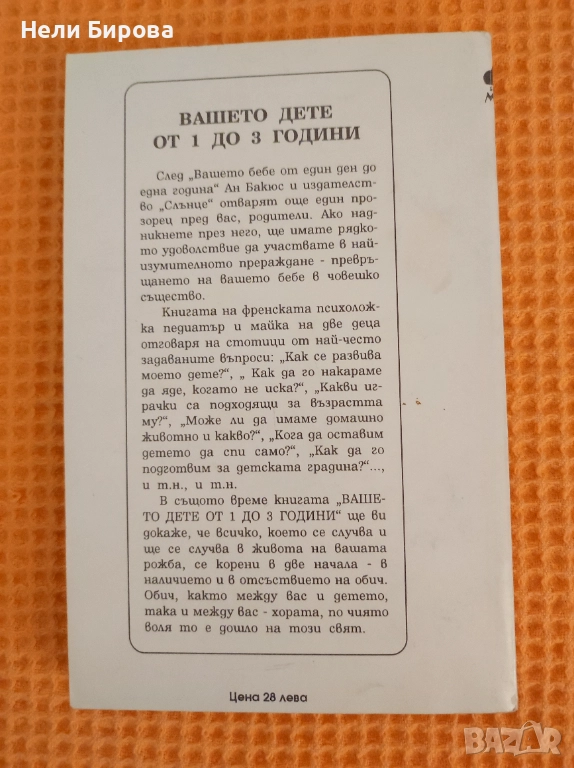 Нели Бирова
ВАШЕТО ДЕТЕ
ОТ 1 ДО 3 ГОДИНИ
След „Вашето бебе от един ден до
една година“ Ан Бакюс и издателст-
во „Слънце“ отварят още един про-
зорец пред вас, родители. Ако над-
никнете през него, ще имате рядко-
то удоволствие да участвате в най-
изумителното прераждане - превръ-
щането на вашето бебе в човешко
същество.
Книгата на френската психолож-
ка педиатър и майка на две деца
отговаря на стотици от най-често
задаваните въпроси: „Как се развива
моето дете?“, „ Как да го накараме
да яде, когато не иска?“, „Какви иг-
рачки са подходящи за възрастта
му?“, „Може ли да имаме домашно
животно и какво?“, „Кога да оставим
детето да спи само?“, „Как да го
подготвим за детската градина?“...,
и т.н., и т.н.
В същото време книгата „ВАШЕ-
ТО ДЕТЕ ОТ 1 ДО 3 ГОДИНИ“ ще ви
докаже, че всичко, което се случва и
ще се случва в живота на вашата
рожба, се корени в две начала - в
наличието и в отсъствието на обич.
Обич, както между вас и детето,
така и между вас - хората, по чиято
воля то е дошло на този свят.
Цена 28 лева
BAZAR